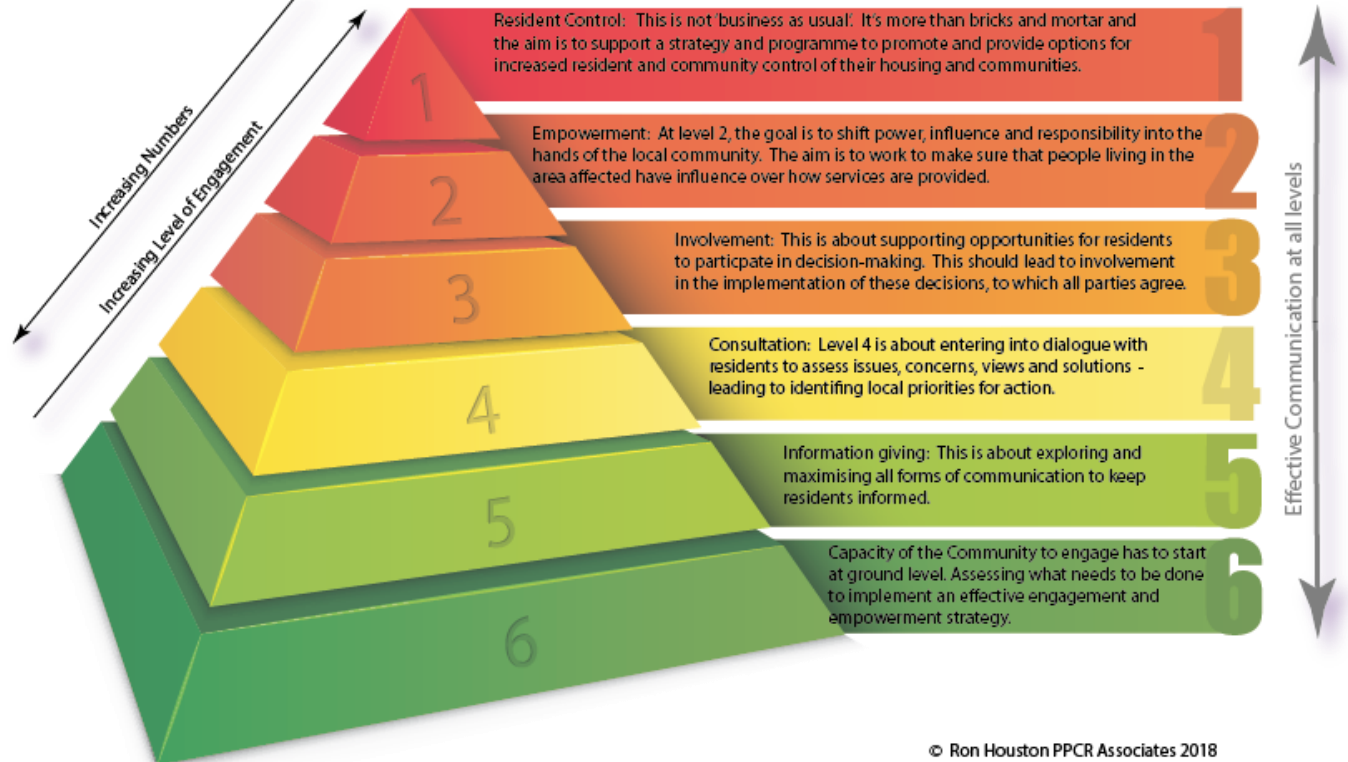 Resident Control: This is not 'business as usual'. It's more than bricks and mortar and
the aim is to support a strategy and programme to promote and provide options for
increased resident and community control of their housing and communities.
1
1
Empowerment: At level 2, the goal is to shift power, influence and responsibility into the
hands of the local community. The aim is to work to make sure that people living in the
area affected have influence over how services are provided.
2
2
Involvement: This is about supporting opportunities for residents
to particpate in decision-making. This should lead to involvement
in the implementation of these decisions, to which all parties agree.
3
3
Consultation: Level 4 is about entering into dialogue with
residents to assess issues, concerns, views and solutions -
leading to identifing local priorities for action.
4
4
Information giving: This is about exploring and
maximising all forms of communication to keep
residents informed.
5
5
Capacity of the Community to engage has to start
at ground level. Assessing what needs to be done
to implement an effective engagement and
empowerment strategy.
6
6
Increasing Numbers
Increasing Level of Engagement
Effective Communication at all levels
© Ron Houston PPCR Associates 2018